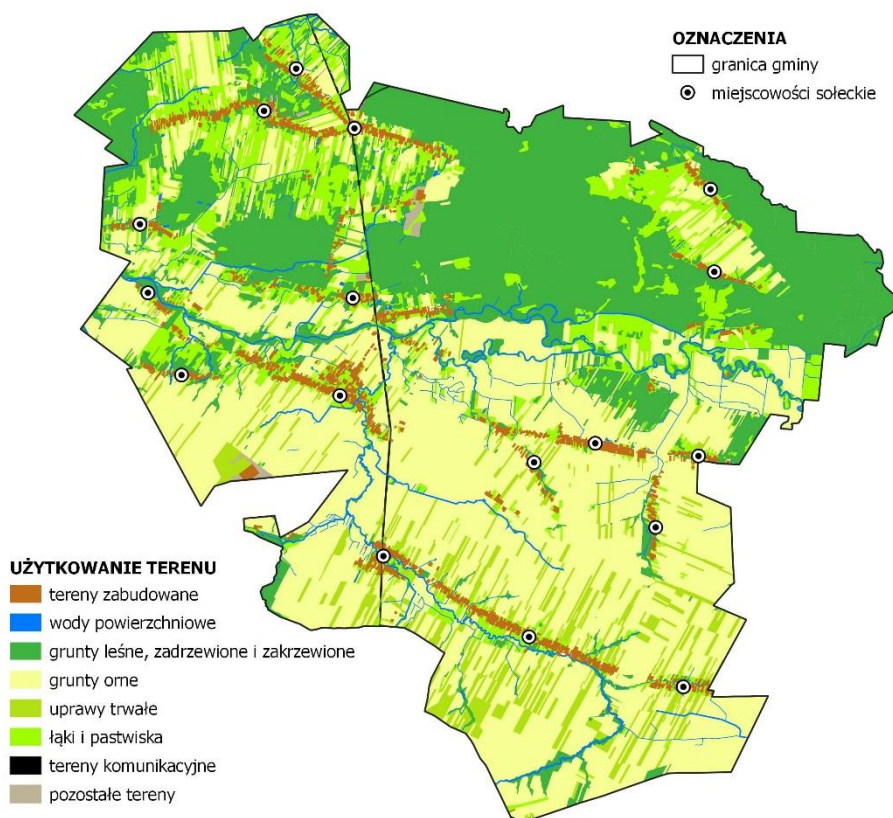 OZNACZENIA
granica gminy
miejscowości sołeckie
UŻYTKOWANIE TERENU
tereny zabudowane
wody powierzchniowe
grunty leśne, zadrzewione i zakrzewione
grunty orne
uprawy trwałe
łąki i pastwiska
tereny komunikacyjne
pozostałe tereny